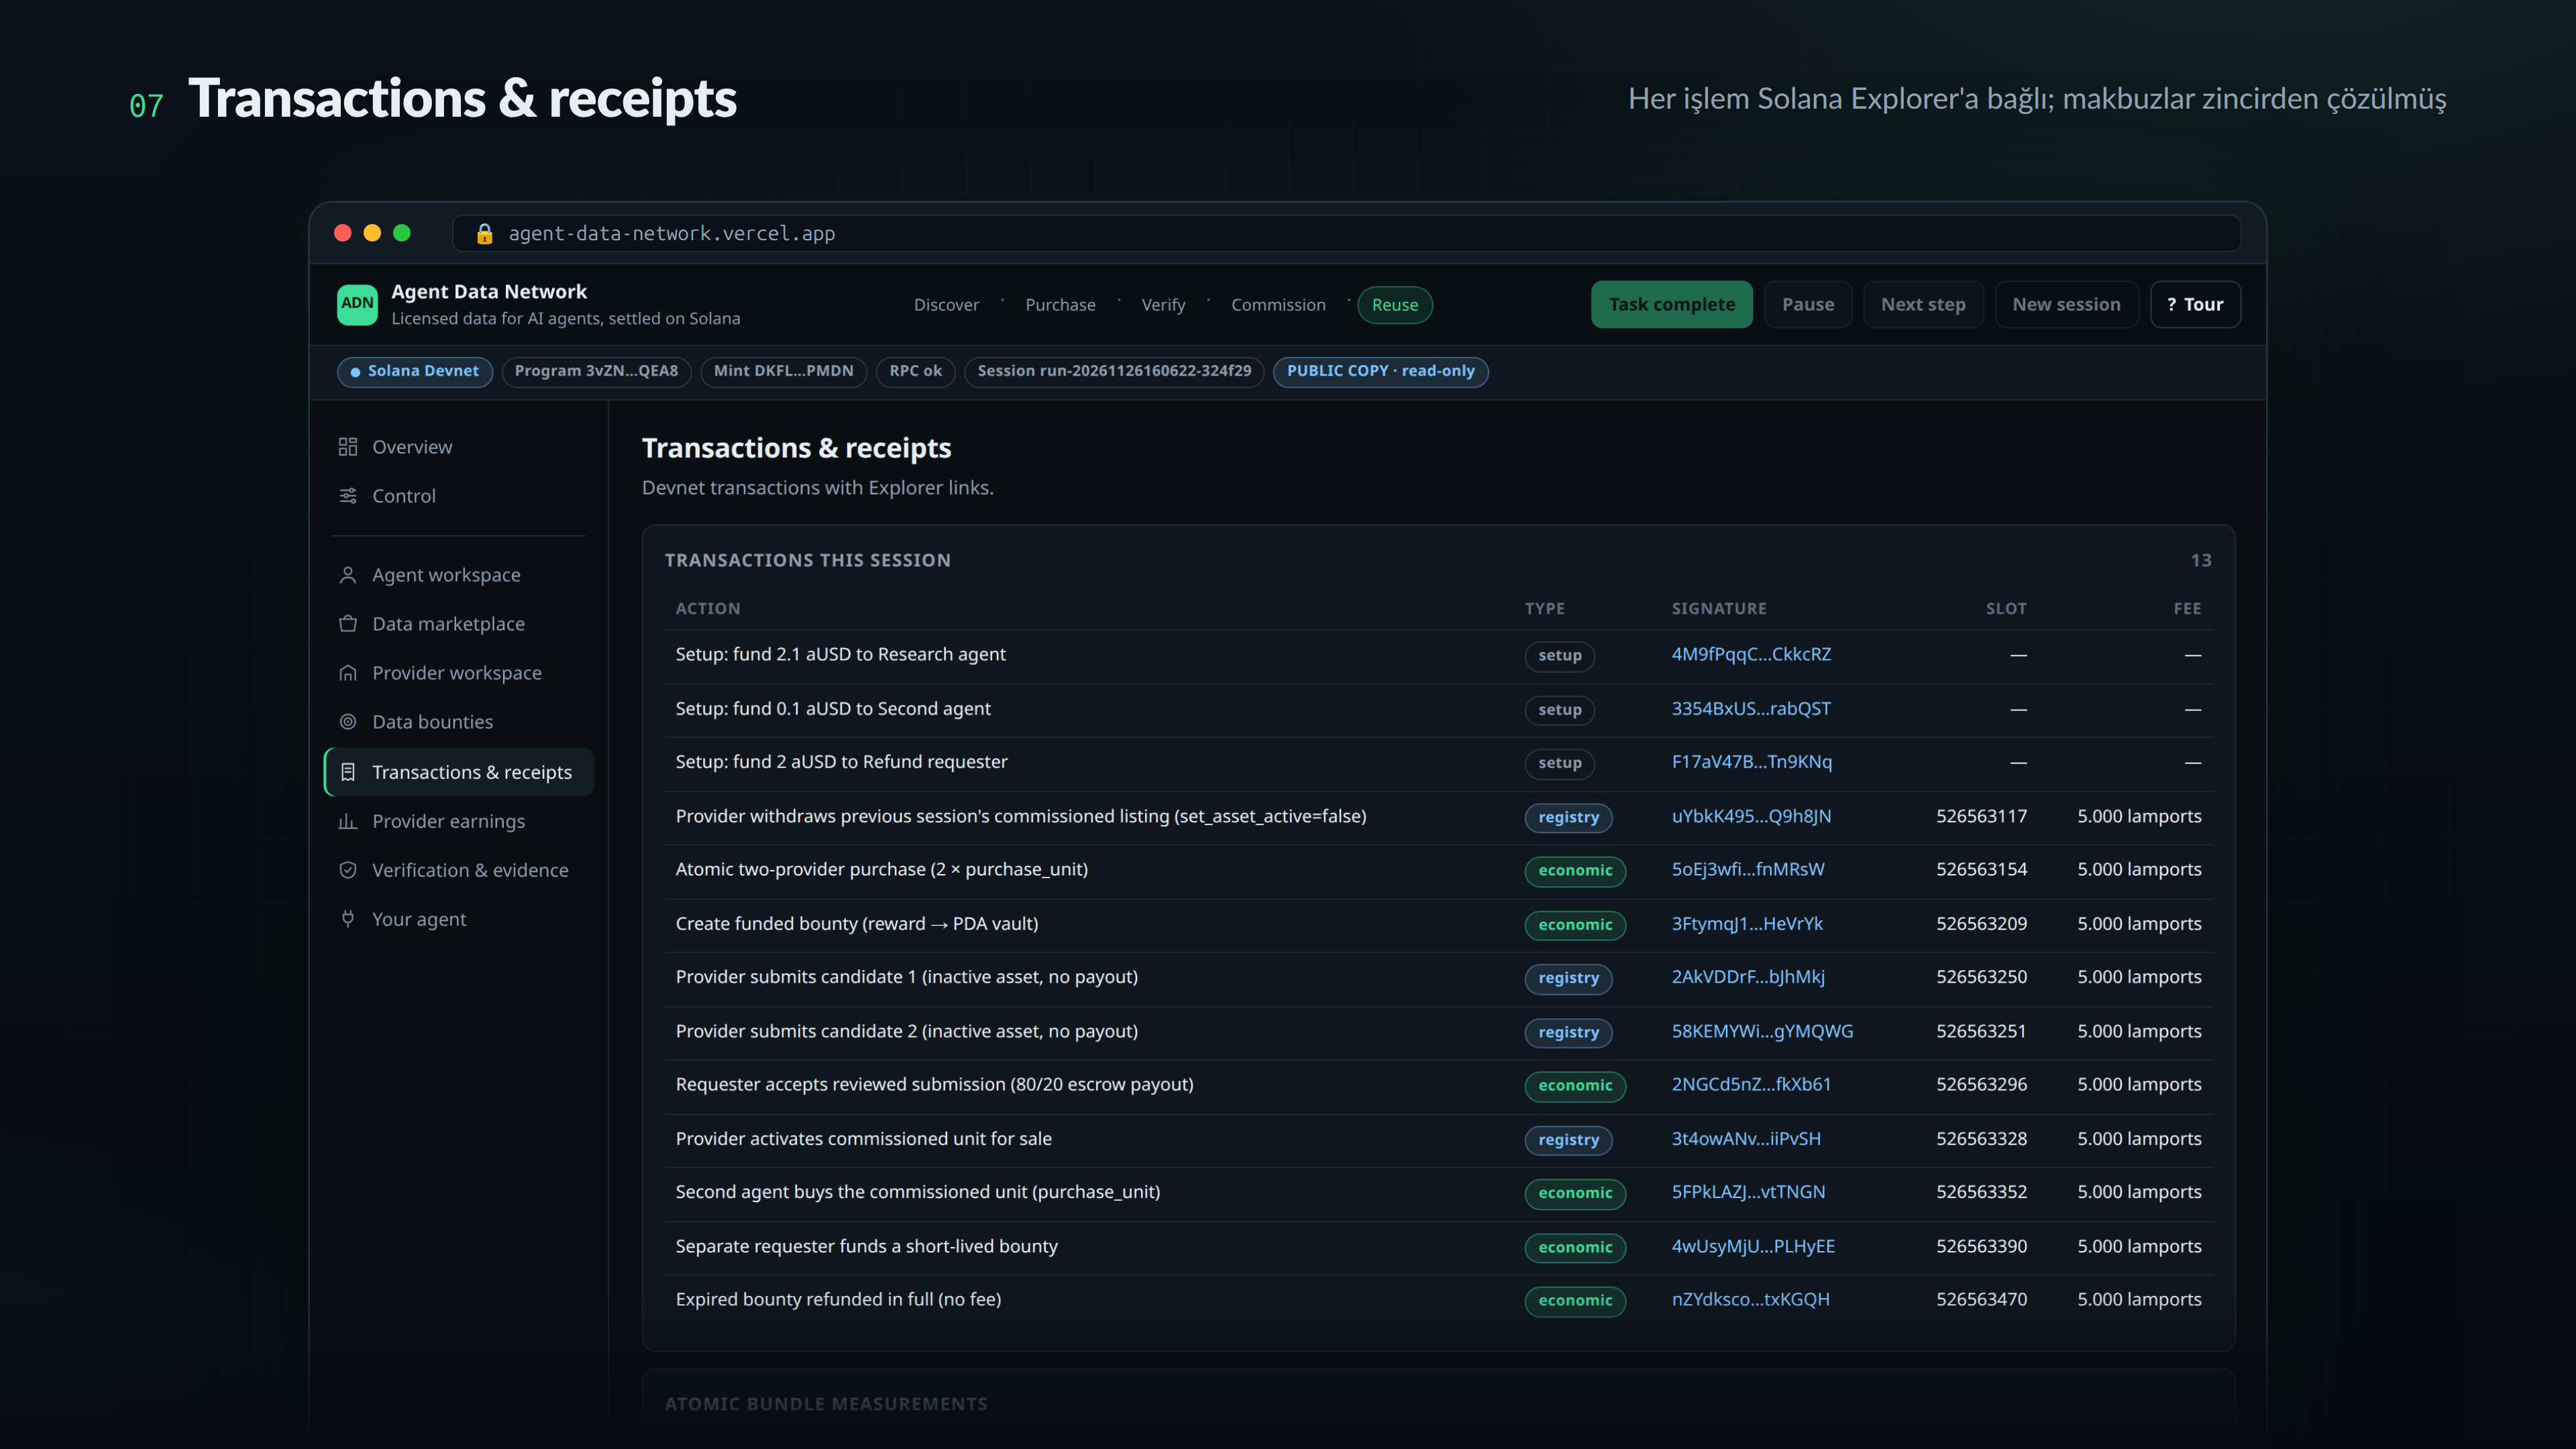 07 Transactions & receipts
Her işlem Solana Explorer'a bağlı; makbuzlar zincirden çözülmüş
agent-data-network.vercel.app
ADN
Agent Data Network
Licensed data for AI agents, settled on Solana
Discover · Purchase · Verify · Commission · Reuse
Task complete Pause Next step New session ? Tour
Solana Devnet Program 3vZN…QEA8 Mint DKFL…PMDN RPC ok Session run-20261126160622-324f29 PUBLIC COPY · read-only
Overview
Control
Agent workspace
Data marketplace
Provider workspace
Data bounties
Transactions & receipts
Provider earnings
Verification & evidence
Your agent
Transactions & receipts
Devnet transactions with Explorer links.
TRANSACTIONS THIS SESSION 13
ACTION TYPE SIGNATURE SLOT FEE
Setup: fund 2.1 aUSD to Research agent setup 4M9fPqqC…CkkcRZ — —
Setup: fund 0.1 aUSD to Second agent setup 3354BxUS…rabQST — —
Setup: fund 2 aUSD to Refund requester setup F17aV47B…Tn9KNq — —
Provider withdraws previous session's commissioned listing (set_asset_active=false) registry uYbkK495…Q9h8JN 526563117 5.000 lamports
Atomic two-provider purchase (2 × purchase_unit) economic 5oEj3wfi…fnMRsW 526563154 5.000 lamports
Create funded bounty (reward → PDA vault) economic 3FtymqJ1…HeVrYk 526563209 5.000 lamports
Provider submits candidate 1 (inactive asset, no payout) registry 2AkVDDrF…bJhMkj 526563250 5.000 lamports
Provider submits candidate 2 (inactive asset, no payout) registry 58KEMYWi…gYMQWG 526563251 5.000 lamports
Requester accepts reviewed submission (80/20 escrow payout) economic 2NGCd5nZ…fkXb61 526563296 5.000 lamports
Provider activates commissioned unit for sale registry 3t4owANv…iiPvSH 526563328 5.000 lamports
Second agent buys the commissioned unit (purchase_unit) economic 5FPkLAZJ…vtTNGN 526563352 5.000 lamports
Separate requester funds a short-lived bounty economic 4wUsyMjU…PLHyEE 526563390 5.000 lamports
Expired bounty refunded in full (no fee) economic nZYdksco…txKGQH 526563470 5.000 lamports
ATOMIC BUNDLE MEASUREMENTS